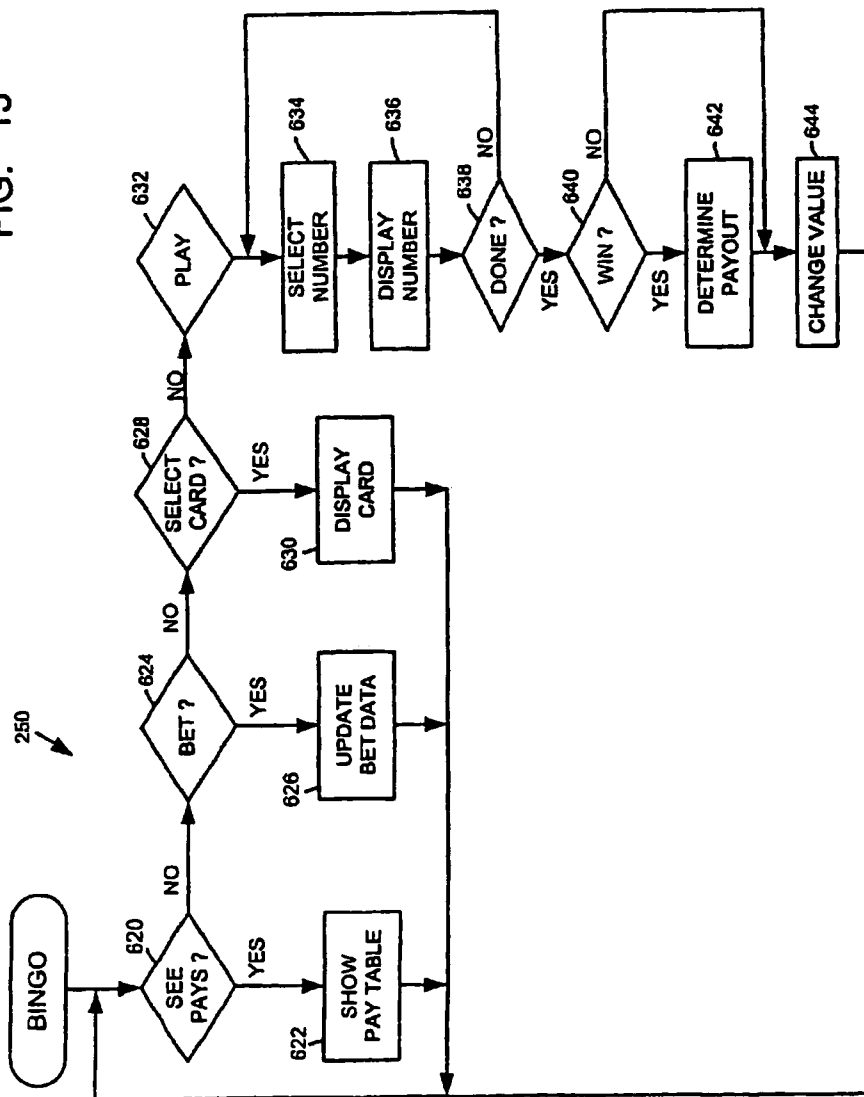 FIG. 15
250
BINGO
620
SEE
PAYS ?
NO
YES
622
SHOW
PAY TABLE
624
BET ?
NO
YES
626
UPDATE
BET DATA
628
SELECT
CARD ?
NO
YES
630
DISPLAY
CARD
632
PLAY
634
SELECT
NUMBER
636
DISPLAY
NUMBER
638
DONE ?
NO
YES
640
WIN ?
NO
YES
642
DETERMINE
PAYOUT
644
CHANGE VALUE